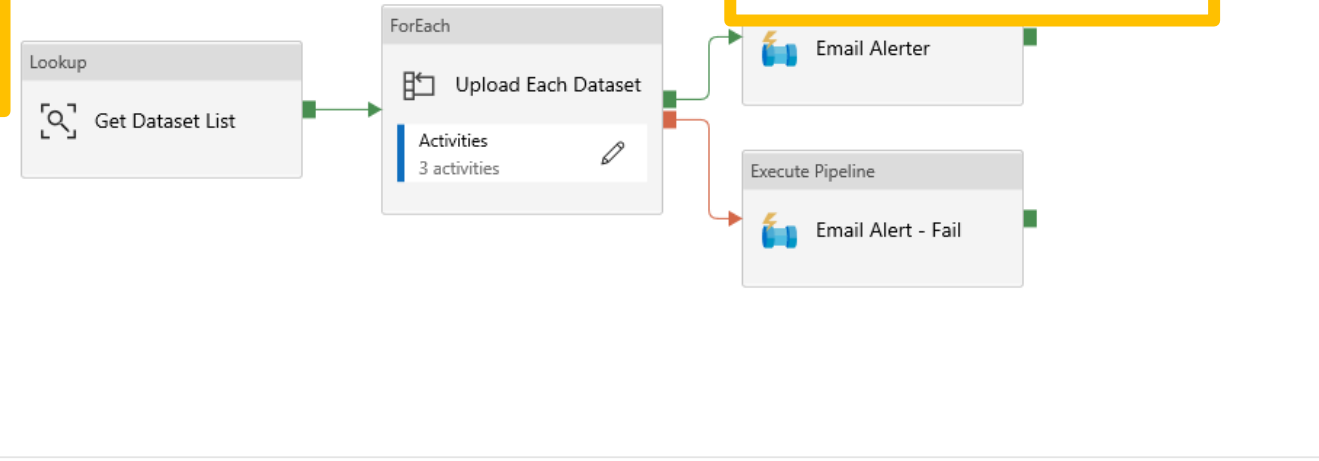 Lookup
Get Dataset List
ForEach
Upload Each Dataset
Activities
3 activities
Email Alerter
Execute Pipeline
Email Alert - Fail